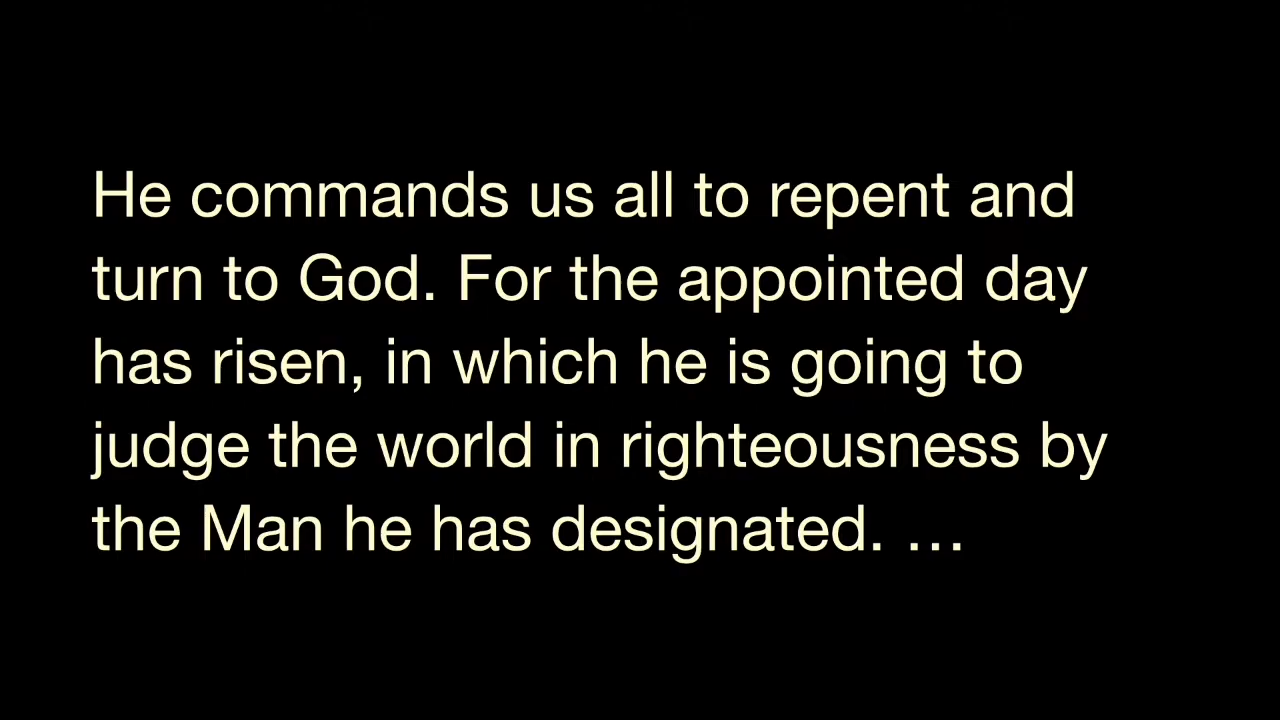 He commands us all to repent and
turn to God. For the appointed day
has risen, in which he is going to
judge the world in righteousness by
the Man he has designated. …